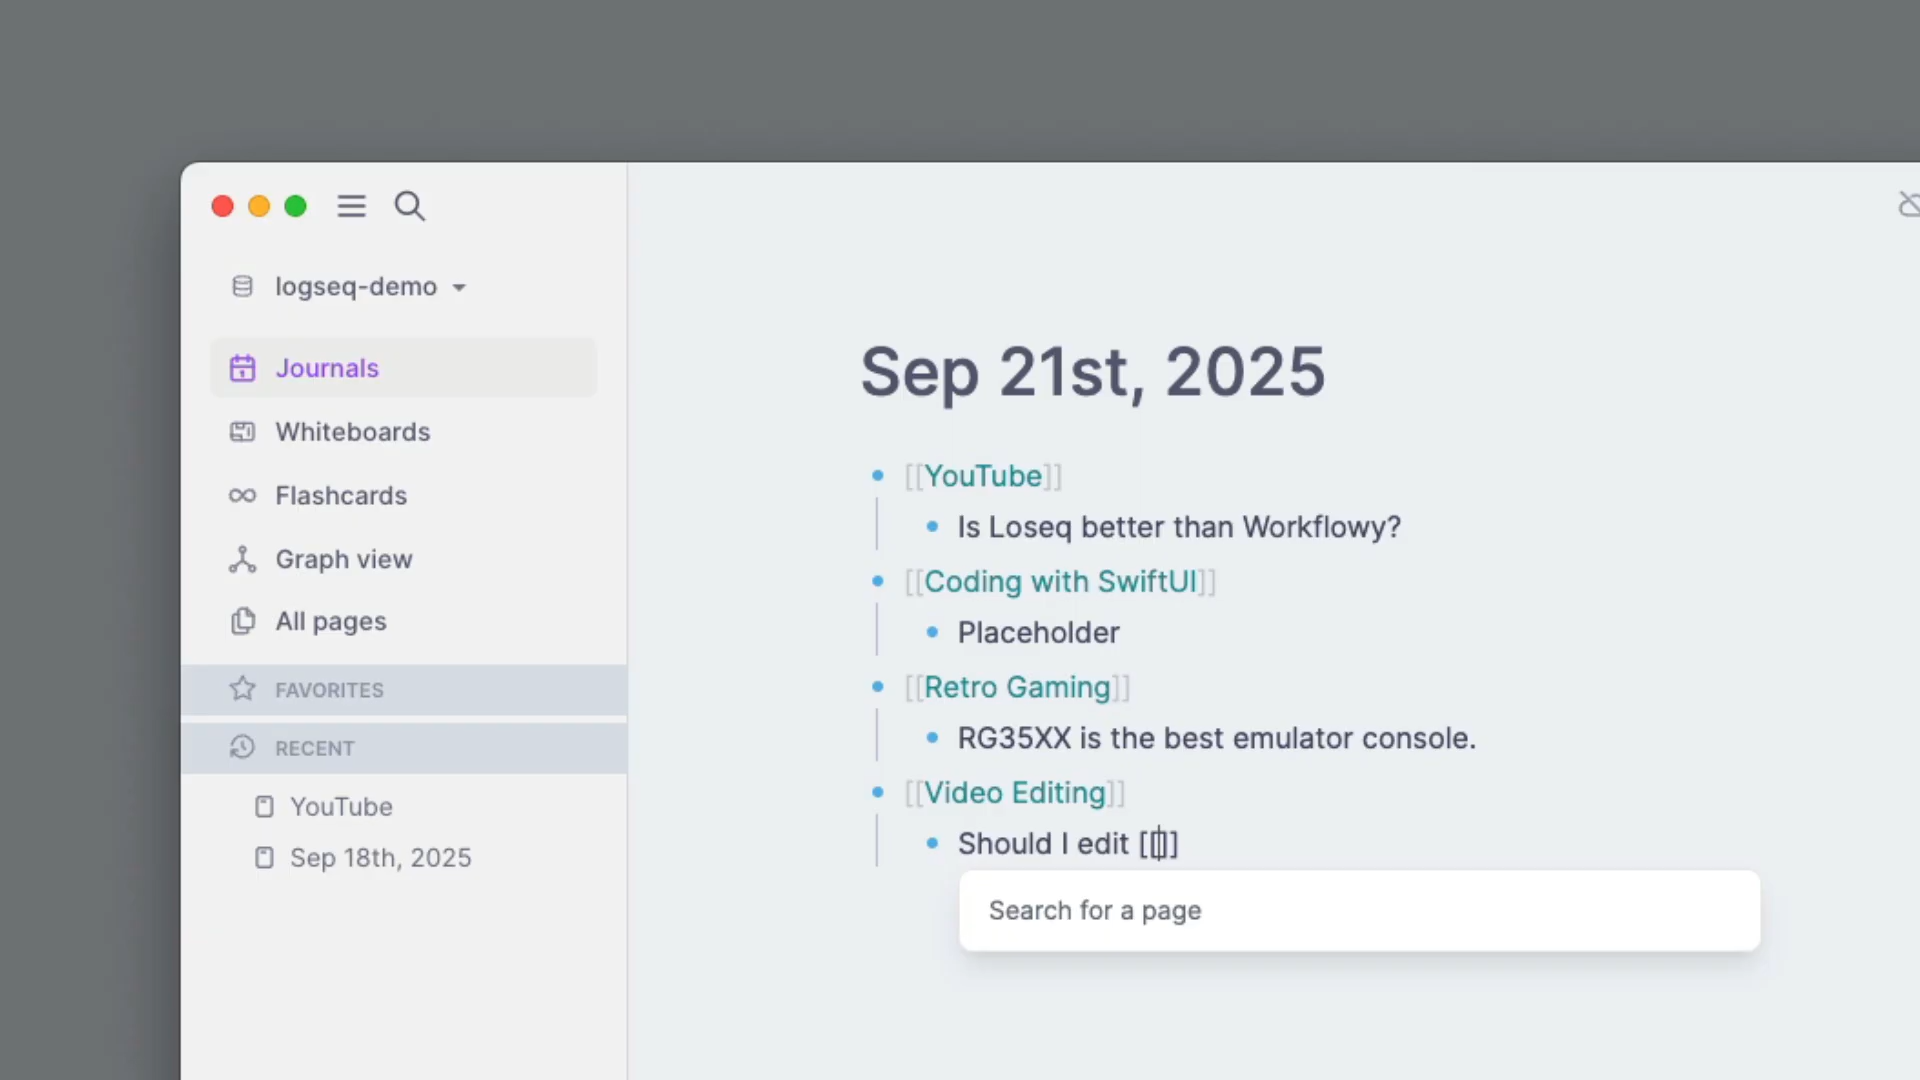 logseq-demo
Journals
Whiteboards
Flashcards
Graph view
All pages
FAVORITES
RECENT
YouTube
Sep 18th, 2025
Sep 21st, 2025
[[YouTube]]
Is Loseq better than Workflowy?
[[Coding with SwiftUI]]
Placeholder
[[Retro Gaming]]
RG35XX is the best emulator console.
[[Video Editing]]
Should I edit [[]]
Search for a page